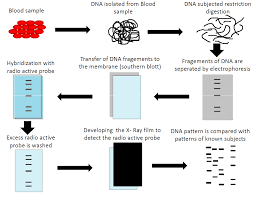 Blood sample
DNA isolated from Blood
sample
DNA subjected restriction
digestion
Hybridization with
radio active probe
Transfer of DNA fragments to
the membrane (southern blott)
Fragments of DNA are
seperated by electrophoresis
Excess radio active
probe is washed
Developing the X- Ray film to
detect the radio active probe
DNA pattern is compared with
patterns of known subjects